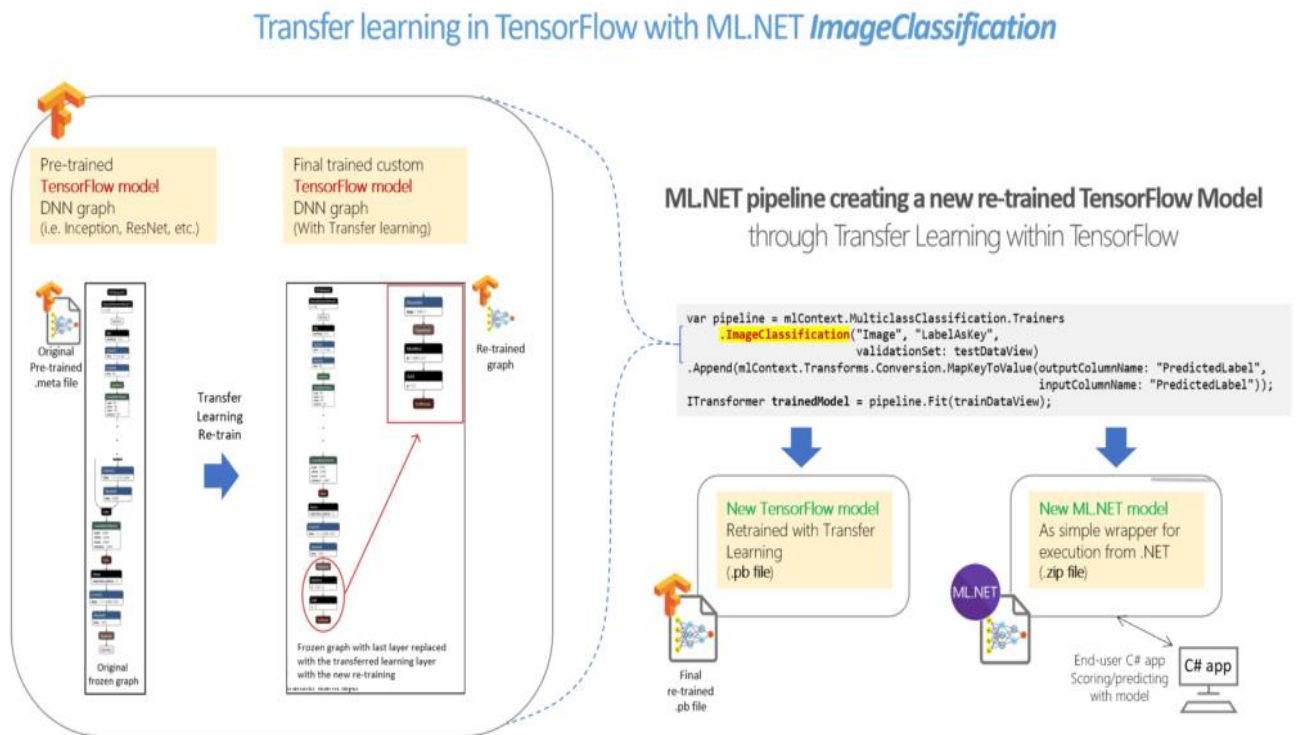 Transfer learning in TensorFlow with ML.NET ImageClassification
Pre-trained
TensorFlow model
DNN graph
(i.e. Inception, ResNet, etc.)
Final trained custom
TensorFlow model
DNN graph
(With Transfer learning)
Original
Pre-trained
.meta file
Transfer
Learning
Re-train
Re-trained
graph
Original
frozen graph
Frozen graph with last layer replaced
with the transferred learning layer
with the new re-training
ML.NET pipeline creating a new re-trained TensorFlow Model
through Transfer Learning within TensorFlow
var pipeline = mlContext.MulticlassClassification.Trainers
.ImageClassification("Image", "LabelAsKey",
validationSet: testDataView)
.Append(mlContext.Transforms.Conversion.MapKeyToValue(outputColumnName: "PredictedLabel",
inputColumnName: "PredictedLabel"));
ITransformer trainedModel = pipeline.Fit(trainDataView);
New TensorFlow model
Retrained with Transfer
Learning
(.pb file)
Final
re-trained
.pb file
New ML.NET model
As simple wrapper for
execution from .NET
(.zip file)
ML.NET
End-user C# app
Scoring/predicting
with model
C# app